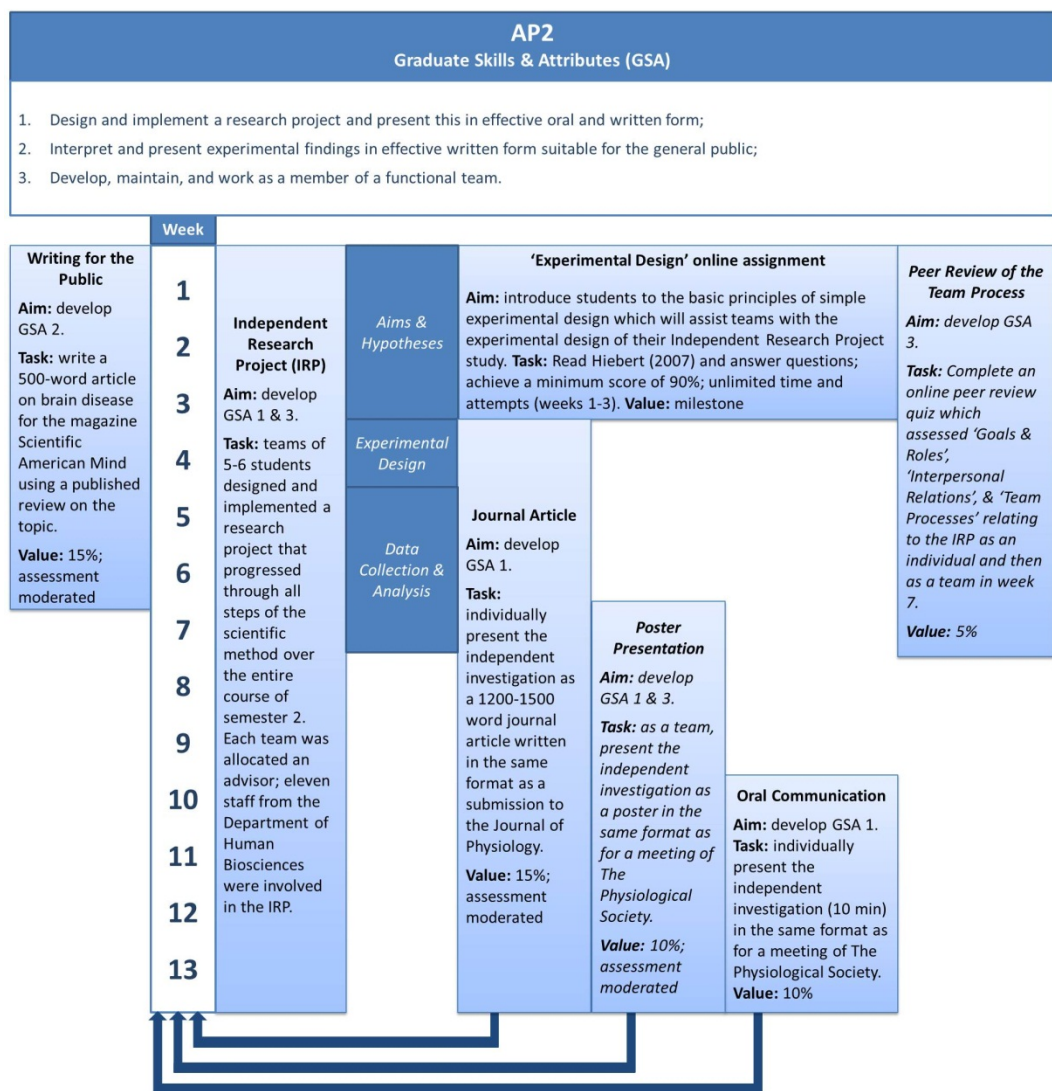 AP2
Graduate Skills & Attributes (GSA)
1. Design and implement a research project and present this in effective oral and written form;
2. Interpret and present experimental findings in effective written form suitable for the general public;
3. Develop, maintain, and work as a member of a functional team.
Week
Writing for the
Public
Aim: develop
GSA 2.
Task: write a
500-word article
on brain disease
for the magazine
Scientific
American Mind
using a published
review on the
topic.
Value: 15%;
assessment
moderated
1
2
3
4
5
6
7
8
9
10
11
12
13
Independent
Research
Project (IRP)
Aim: develop
GSA 1 & 3.
Task: teams of
5-6 students
designed and
implemented a
research
project that
progressed
through all
steps of the
scientific
method over
the entire
course of
semester 2.
Each team was
allocated an
advisor; eleven
staff from the
Department of
Human
Biosciences
were involved
in the IRP.
Aims &
Hypotheses
Experimental
Design
Data
Collection &
Analysis
‘Experimental Design’ online assignment
Aim: introduce students to the basic principles of simple
experimental design which will assist teams with the
experimental design of their Independent Research Project
study. Task: Read Hiebert (2007) and answer questions;
achieve a minimum score of 90%; unlimited time and
attempts (weeks 1-3). Value: milestone
Journal Article
Aim: develop
GSA 1.
Task:
individually
present the
independent
investigation as
a 1200-1500
word journal
article written
in the same
format as a
submission to
the Journal of
Physiology.
Value: 15%;
assessment
moderated
Poster
Presentation
Aim: develop
GSA 1 & 3.
Task: as a team,
present the
independent
investigation as
a poster in the
same format as
for a meeting of
The
Physiological
Society.
Value: 10%;
assessment
moderated
Oral Communication
Aim: develop GSA 1.
Task: individually
present the
independent
investigation (10 min)
in the same format as
for a meeting of The
Physiological Society.
Value: 10%
Peer Review of the
Team Process
Aim: develop GSA
3.
Task: Complete an
online peer review
quiz which
assessed ‘Goals &
Roles’,
‘Interpersonal
Relations’, & ‘Team
Processes’ relating
to the IRP as an
individual and then
as a team in week
7.
Value: 5%